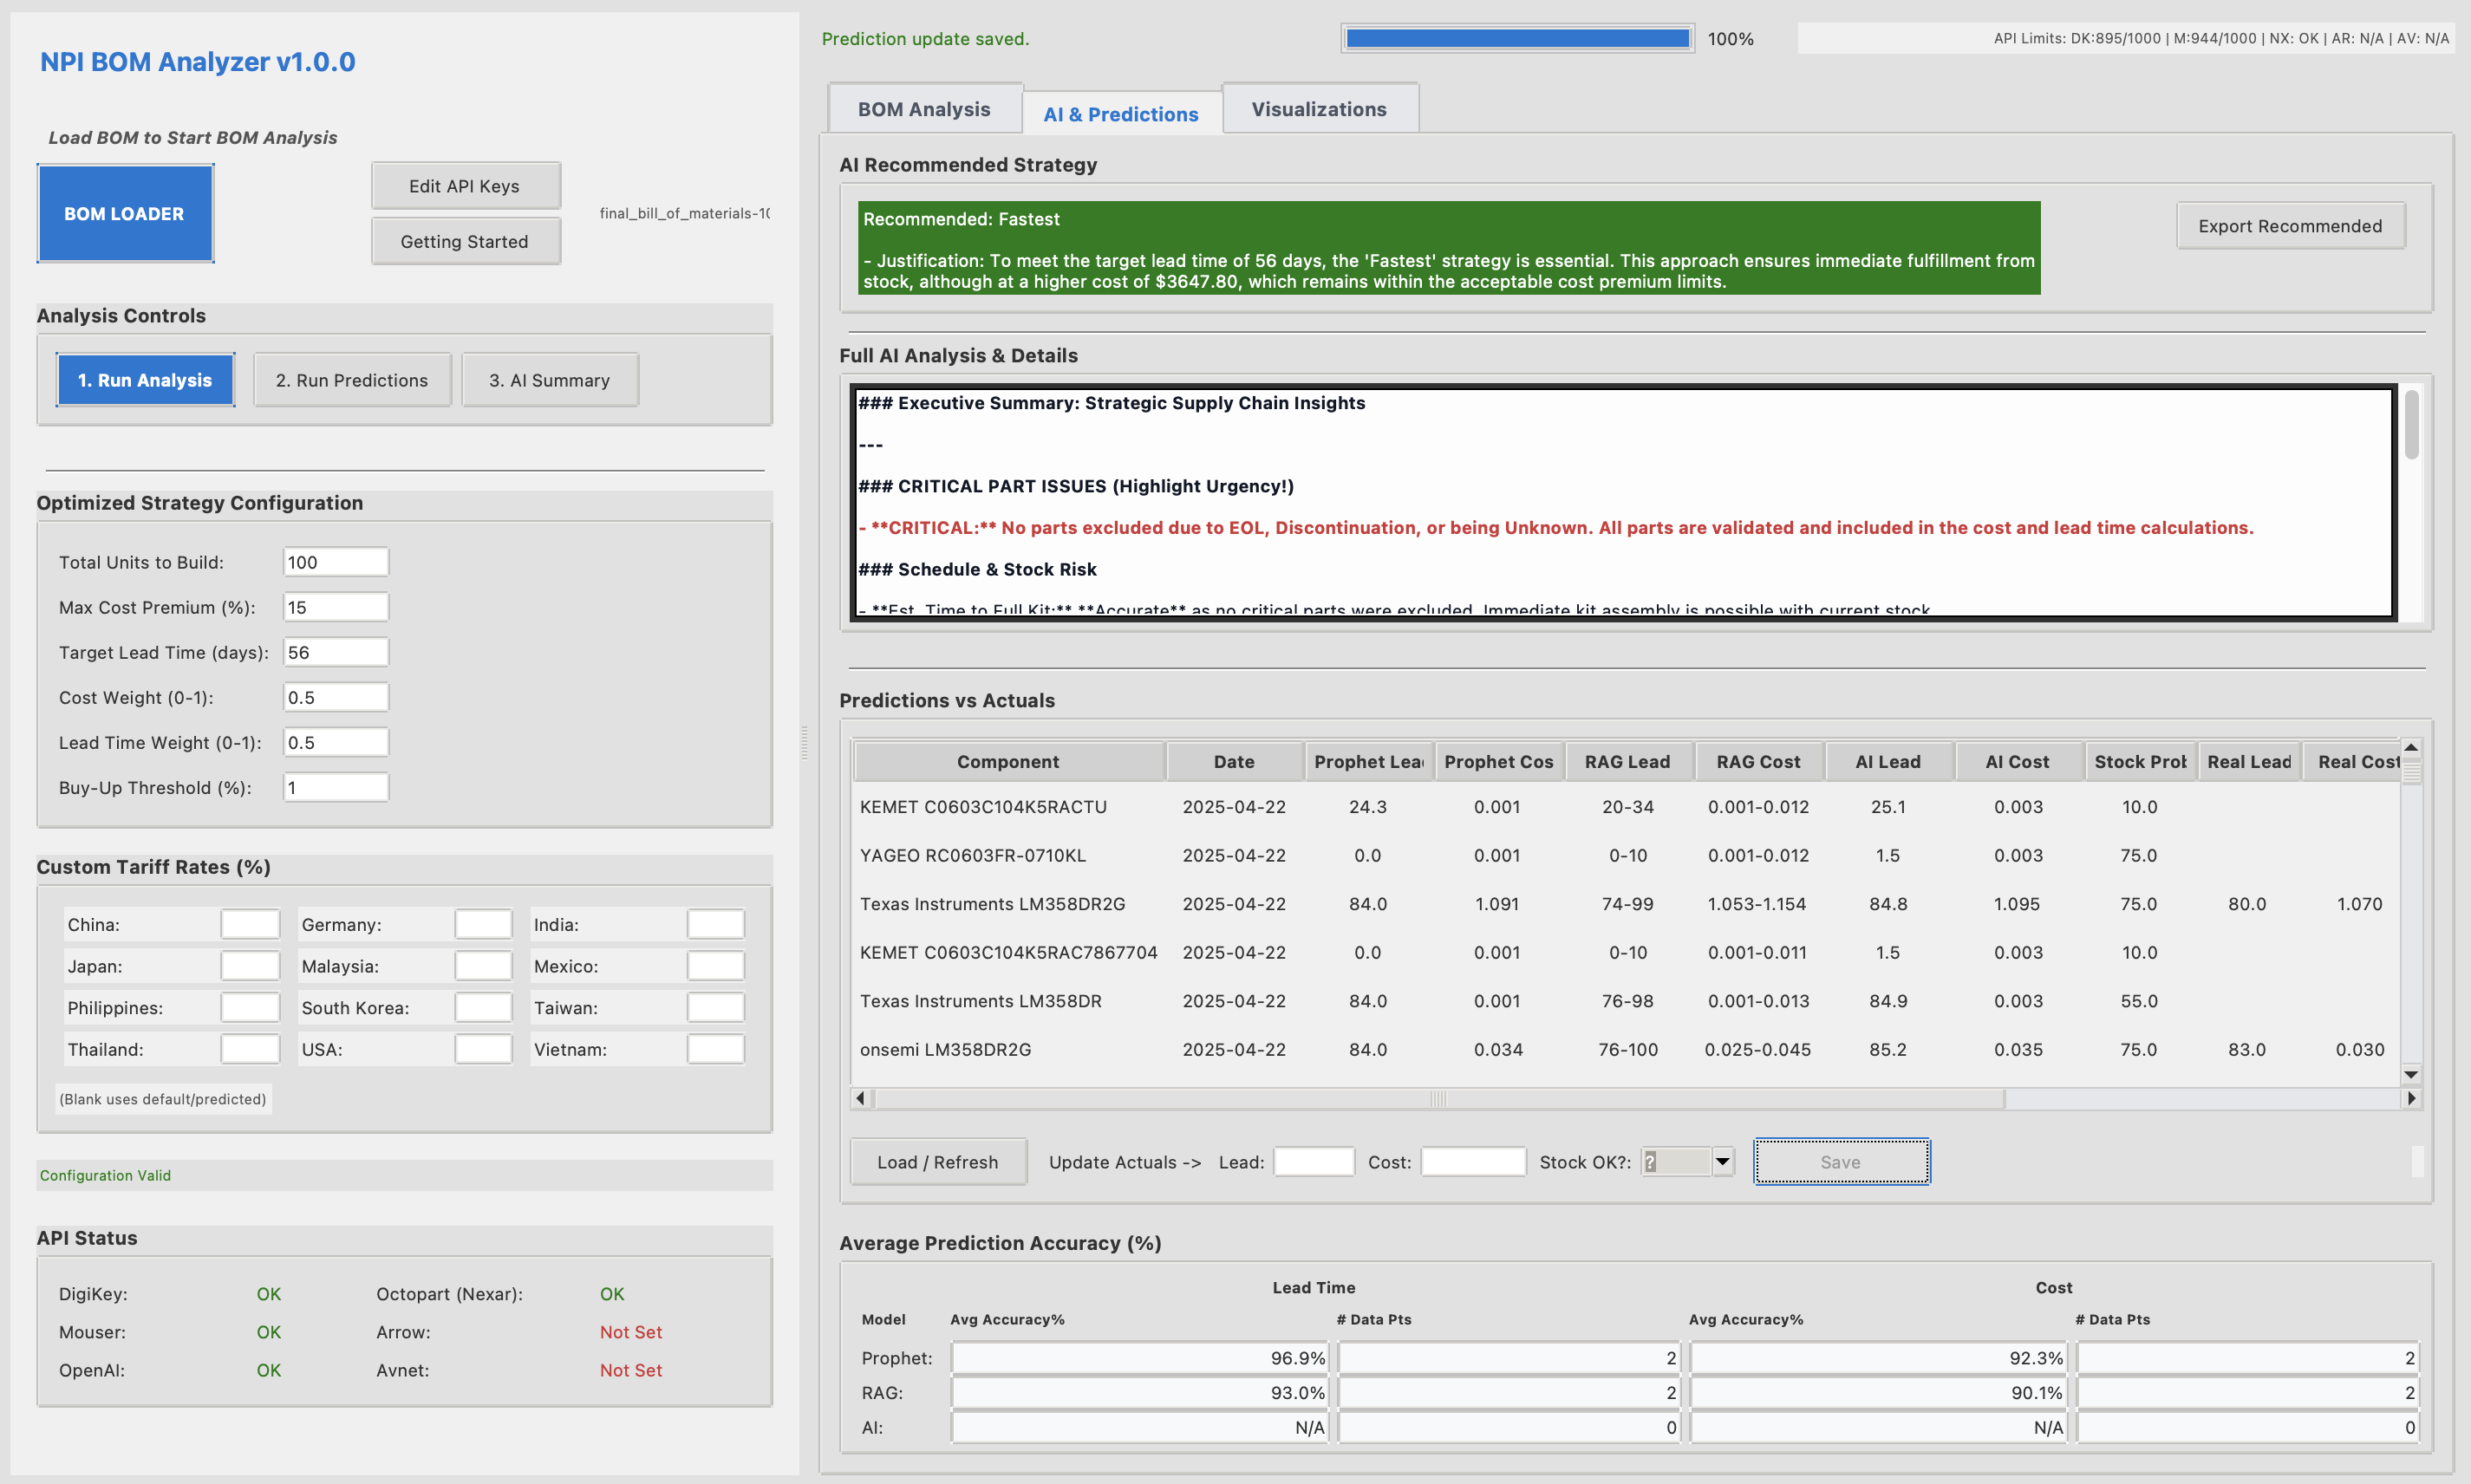 NPI BOM Analyzer v1.0.0
Load BOM to Start BOM Analysis
BOM LOADER
Edit API Keys
Getting Started
final_bill_of_materials-10
Analysis Controls
1. Run Analysis
2. Run Predictions
3. AI Summary
Optimized Strategy Configuration
Total Units to Build: 100
Max Cost Premium (%): 15
Target Lead Time (days): 56
Cost Weight (0-1): 0.5
Lead Time Weight (0-1): 0.5
Buy-Up Threshold (%): 1
Custom Tariff Rates (%)
China: Germany: India:
Japan: Malaysia: Mexico:
Philippines: South Korea: Taiwan:
Thailand: USA: Vietnam:
(Blank uses default/predicted)
Configuration Valid
API Status
DigiKey: OK Octopart (Nexar): OK
Mouser: OK Arrow: Not Set
OpenAI: OK Avnet: Not Set
Prediction update saved.
100%
API Limits: DK:895/1000 | M:944/1000 | NX: OK | AR: N/A | AV: N/A
BOM Analysis
AI & Predictions
Visualizations
AI Recommended Strategy
Recommended: Fastest
- Justification: To meet the target lead time of 56 days, the 'Fastest' strategy is essential. This approach ensures immediate fulfillment from
stock, although at a higher cost of $3647.80, which remains within the acceptable cost premium limits.
Export Recommended
Full AI Analysis & Details
### Executive Summary: Strategic Supply Chain Insights
---
### CRITICAL PART ISSUES (Highlight Urgency!)
- **CRITICAL:** No parts excluded due to EOL, Discontinuation, or being Unknown. All parts are validated and included in the cost and lead time calculations.
### Schedule & Stock Risk
- **Est. Time to Full Kit:** **Accurate** as no critical parts were excluded. Immediate kit assembly is possible with current stock.
Predictions vs Actuals
Component Date Prophet Lea Prophet Cos RAG Lead RAG Cost AI Lead AI Cost Stock Prob Real Lead Real Cost
KEMET C0603C104K5RACTU 2025-04-22 24.3 0.001 20-34 0.001-0.012 25.1 0.003 10.0
YAGEO RC0603FR-0710KL 2025-04-22 0.0 0.001 0-10 0.001-0.012 1.5 0.003 75.0
Texas Instruments LM358DR2G 2025-04-22 84.0 1.091 74-99 1.053-1.154 84.8 1.095 75.0 80.0 1.070
KEMET C0603C104K5RAC7867704 2025-04-22 0.0 0.001 0-10 0.001-0.011 1.5 0.003 10.0
Texas Instruments LM358DR 2025-04-22 84.0 0.001 76-98 0.001-0.013 84.9 0.003 55.0
onsemi LM358DR2G 2025-04-22 84.0 0.034 76-100 0.025-0.045 85.2 0.035 75.0 83.0 0.030
Load / Refresh Update Actuals -> Lead: Cost: Stock OK?: ? Save
Average Prediction Accuracy (%)
Lead Time Cost
Model Avg Accuracy% # Data Pts Avg Accuracy% # Data Pts
Prophet: 96.9% 2 92.3% 2
RAG: 93.0% 2 90.1% 2
AI: N/A 0 N/A 0